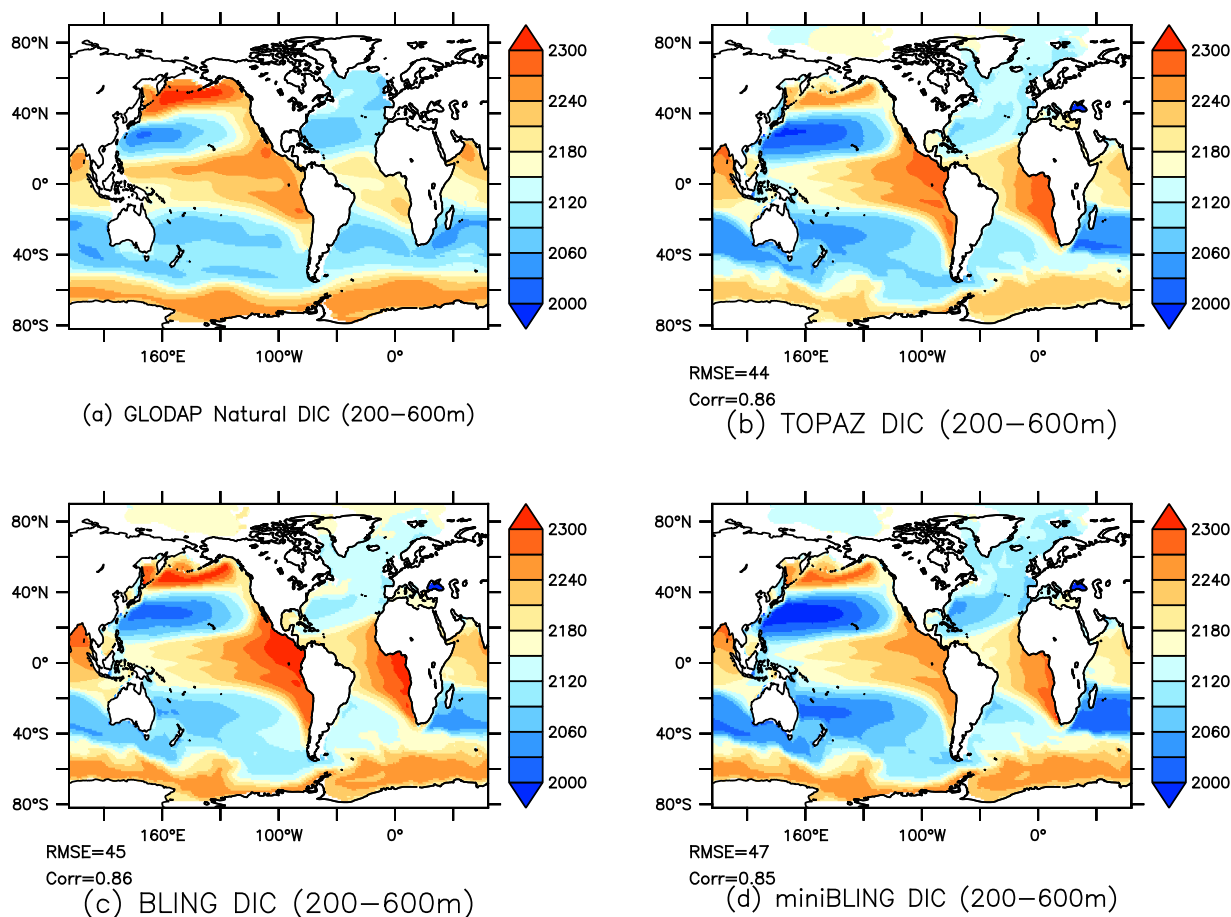 80°N
40°N
0°
40°S
80°S
160°E 100°W 0°
2300
2240
2180
2120
2060
2000
(a) GLODAP Natural DIC (200−600m)
80°N
40°N
0°
40°S
80°S
160°E 100°W 0°
2300
2240
2180
2120
2060
2000
RMSE=44
Corr=0.86
(b) TOPAZ DIC (200−600m)
80°N
40°N
0°
40°S
80°S
160°E 100°W 0°
2300
2240
2180
2120
2060
2000
RMSE=45
Corr=0.86
(c) BLING DIC (200−600m)
80°N
40°N
0°
40°S
80°S
160°E 100°W 0°
2300
2240
2180
2120
2060
2000
RMSE=47
Corr=0.85
(d) miniBLING DIC (200−600m)